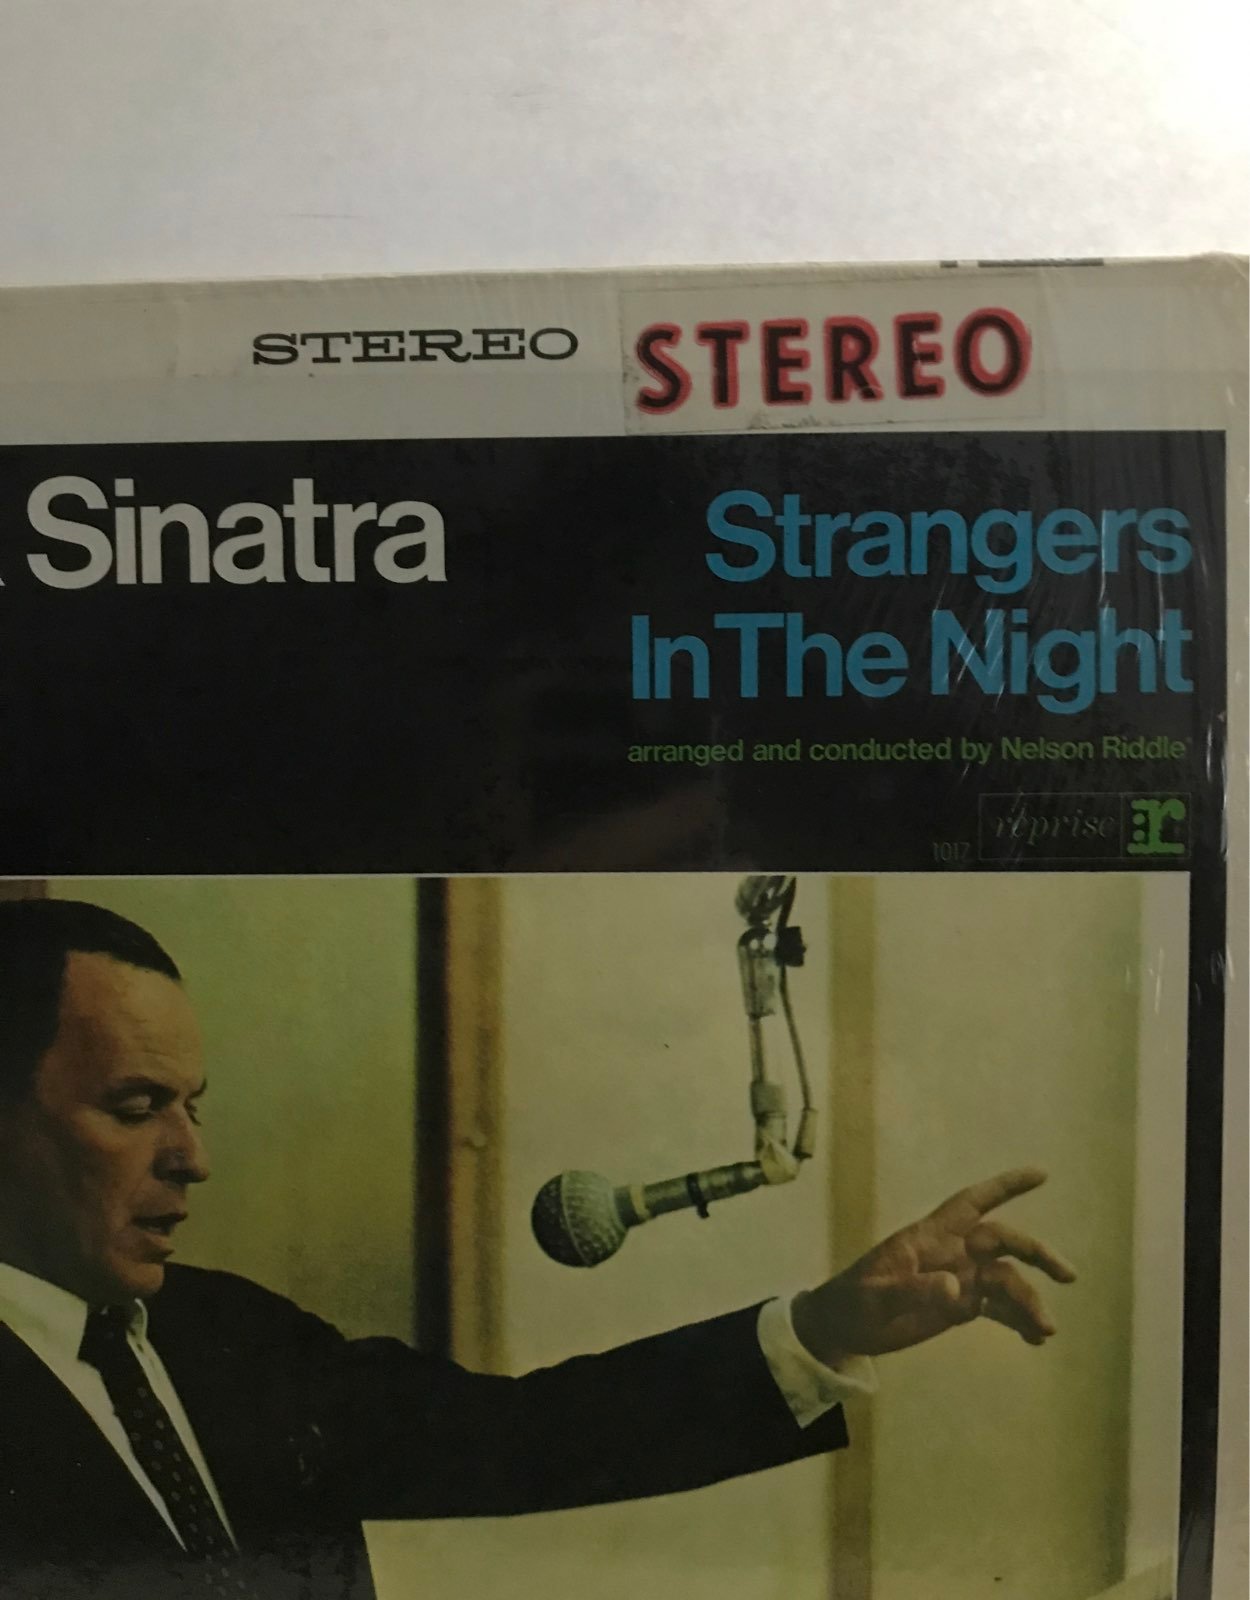 STEREO STEREO
Sinatra
Strangers
In The Night
arranged and conducted by Nelson Riddle
1017 reprise r